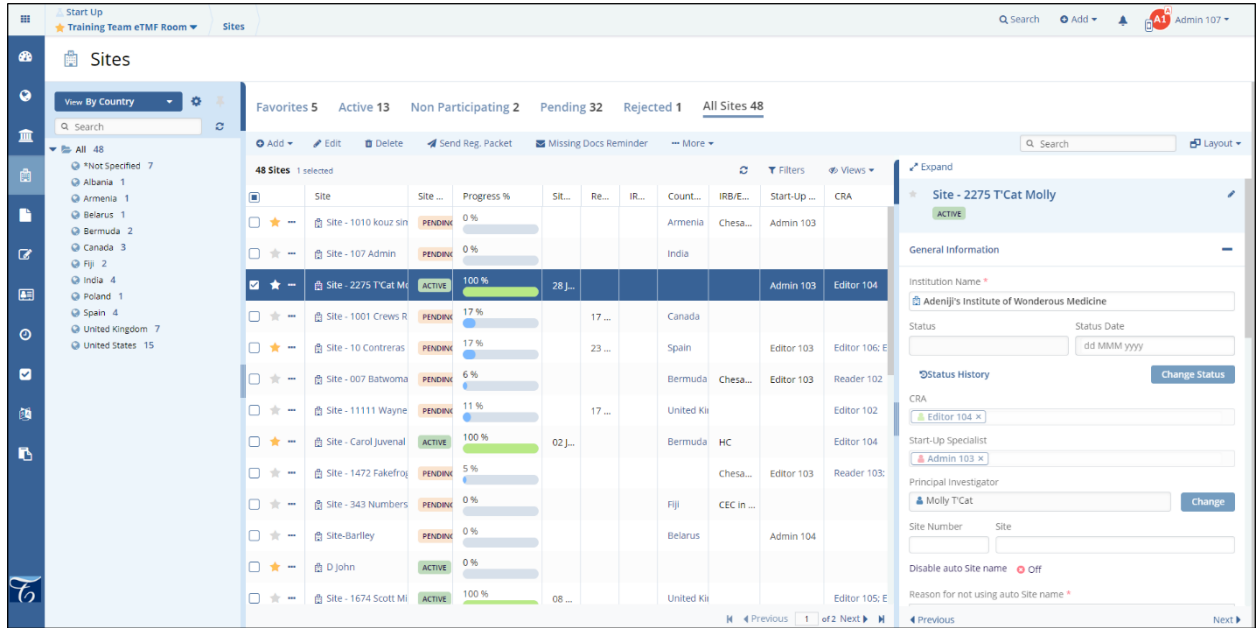 Start Up
Training Team eTMF Room
Sites
Search
Add
A
A1
Admin 107
Sites
View By Country
Search
All 48
*Not Specified 7
Albania 1
Armenia 1
Belarus 1
Bermuda 2
Canada 3
Fiji 2
India 4
Poland 1
Spain 4
United Kingdom 7
United States 15
Favorites 5
Active 13
Non Participating 2
Pending 32
Rejected 1
All Sites 48
Add
Edit
Delete
Send Reg. Packet
Missing Docs Reminder
More
Search
Layout
48 Sites 1 selected
Filters
Views
Site Site ... Progress % Sit... Re... IR... Count... IRB/E... Start-Up ... CRA
Site - 1010 kouz sim PENDING 0 % Armenia Chesa... Admin 103
Site - 107 Admin PENDING 0 % India
Site - 2275 T'Cat Mo ACTIVE 100 % 28 J... Admin 103 Editor 104
Site - 1001 Crews R PENDING 17 % 17 ... Canada
Site - 10 Contreras PENDING 17 % 23 ... Spain Editor 103 Editor 106; E
Site - 007 Batwoma PENDING 6 % Bermuda Chesa... Editor 103 Reader 102
Site - 11111 Wayne PENDING 11 % 17 ... United Kin Editor 102
Site - Carol Juvenal ACTIVE 100 % 02 J... Bermuda HC Editor 104
Site - 1472 Fakefrog PENDING 5 % Chesa... Editor 103 Reader 103;
Site - 343 Numbers PENDING 0 % Fiji CEC in ...
Site-Barlley PENDING 0 % Belarus Admin 104
D John ACTIVE 0 %
Site - 1674 Scott Mi ACTIVE 100 % 08 ... United Kin Editor 105; E
Previous 1 of 2 Next
Expand
Site - 2275 T'Cat Molly
ACTIVE
General Information
Institution Name *
Adeniji's Institute of Wonderous Medicine
Status Status Date
dd MMM yyyy
Status History
Change Status
CRA
Editor 104 ×
Start-Up Specialist
Admin 103 ×
Principal Investigator
Molly T'Cat
Change
Site Number Site
Disable auto Site name Off
Reason for not using auto Site name *
Previous Next